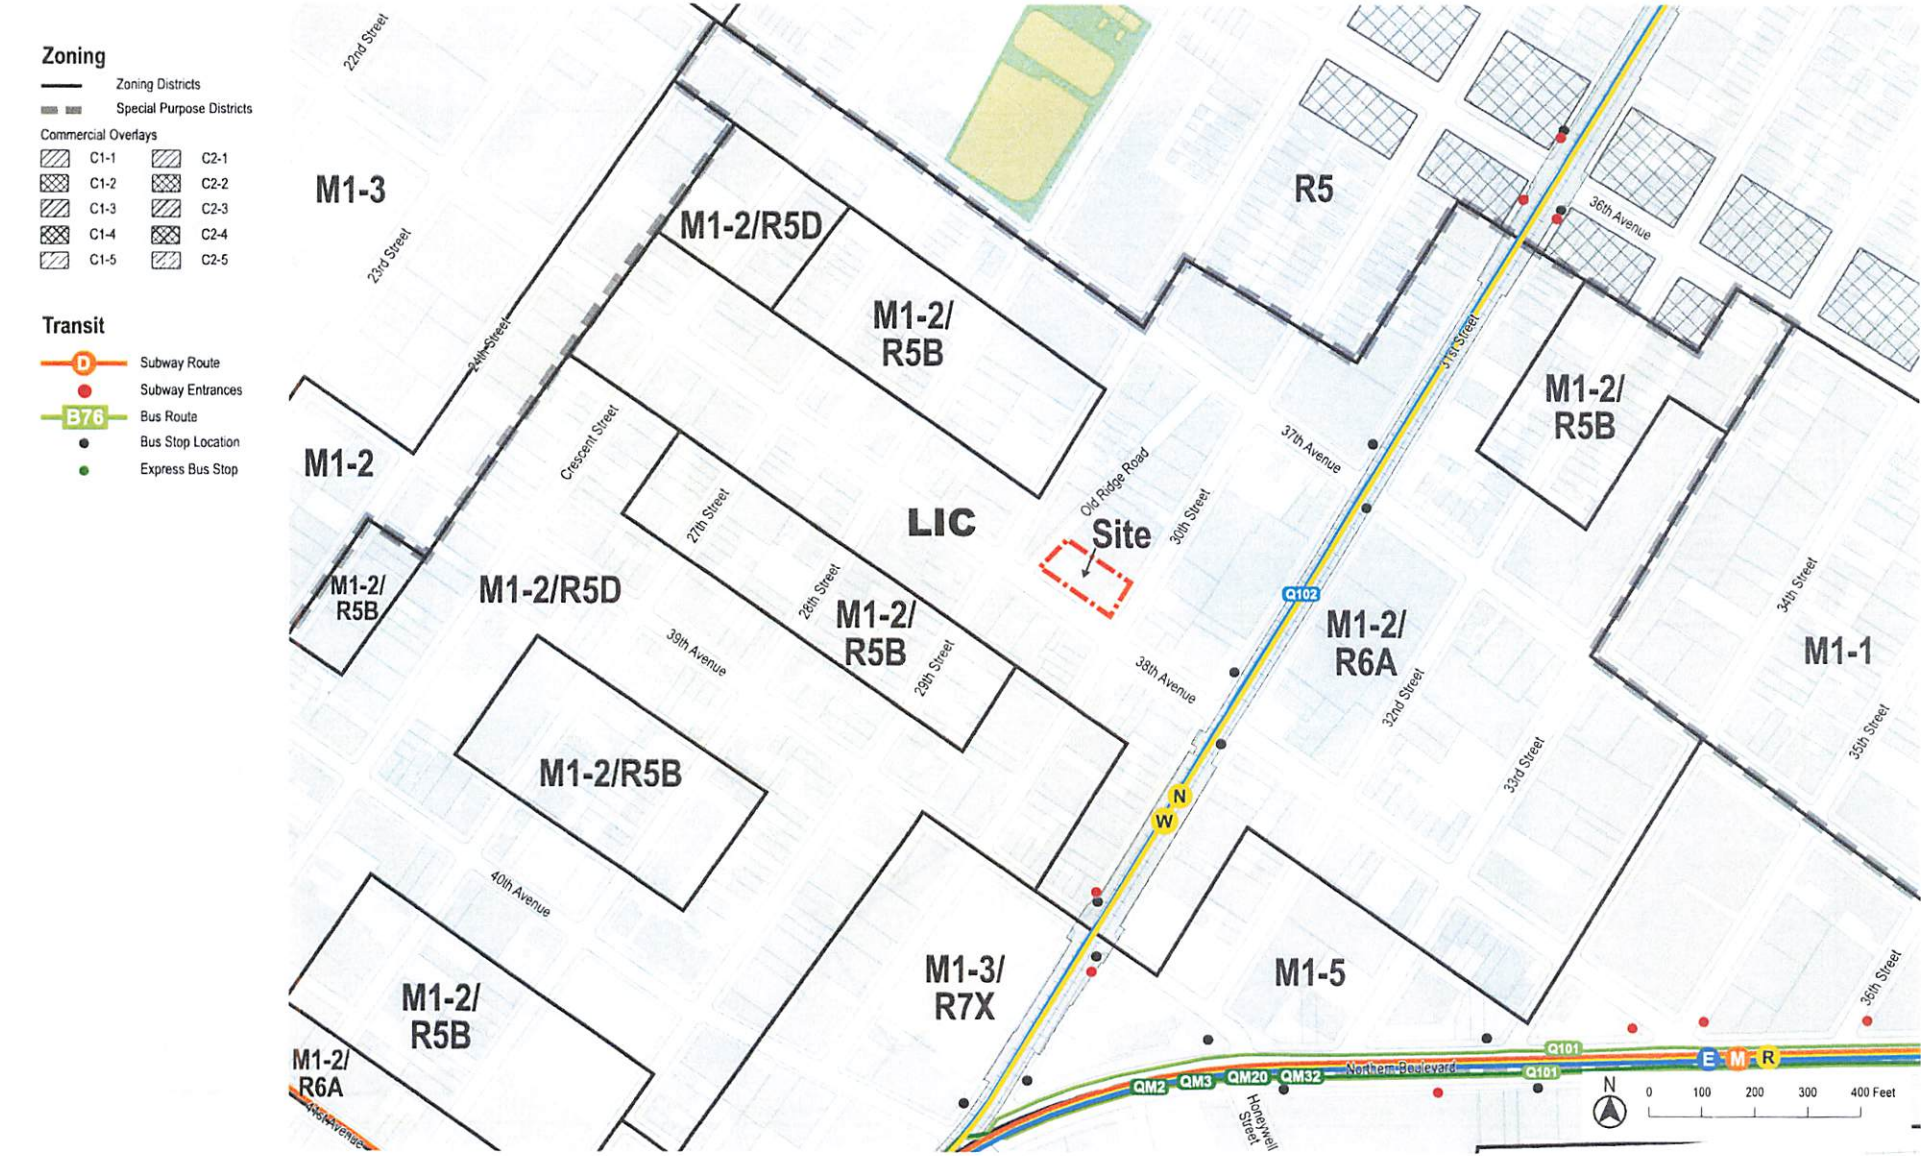 Zoning
Zoning Districts
Special Purpose Districts
Commercial Overlays
C1-1 C2-1
C1-2 C2-2
C1-3 C2-3
C1-4 C2-4
C1-5 C2-5
Transit
D Subway Route
Subway Entrances
B76 Bus Route
Bus Stop Location
Express Bus Stop
22nd Street
M1-3
23rd Street
24th Street
M1-2/R5D
M1-2/
R5B
R5
36th Avenue
31st Street
M1-2/
R5B
37th Avenue
M1-2
Crescent Street
27th Street
LIC
Old Ridge Road
Site
30th Street
M1-2/
R5B
M1-2/R5D
28th Street
M1-2/
R5B
29th Street
39th Avenue
38th Avenue
Q102
M1-2/
R6A
32nd Street
34th Street
M1-1
35th Street
33rd Street
M1-2/R5B
N
W
40th Avenue
M1-2/
R5B
M1-3/
R7X
M1-5
36th Street
M1-2/
R6A
41st Avenue
QM2 QM3 QM20 QM32
Northern Boulevard
Q101
Q101
E M R
Honeywell
Street
N
0 100 200 300 400 Feet